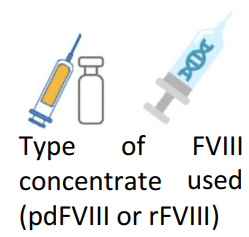 Type of FVIII
concentrate used
(pdFVIII or rFVIII)